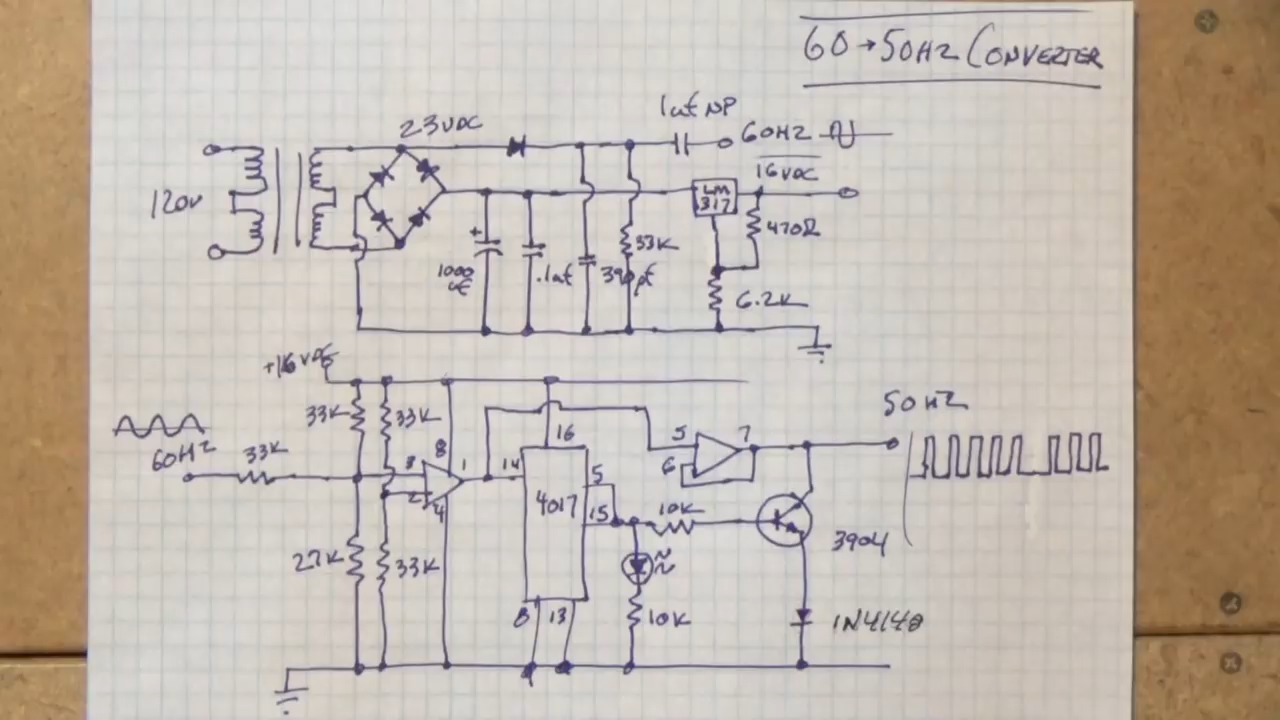 60→50HZ CONVERTER
1uf NP
23VDC
60HZ
16VDC
120V
LM
317
470Ω
33K
1000
uf
.1uf
390pf
6.2K
+16VDC
50HZ
33K
33K
60HZ
33K
8
16
5
7
3
1
14
6
2
4
5
4017
15
10K
3904
27K
33K
8
13
10K
1N4148